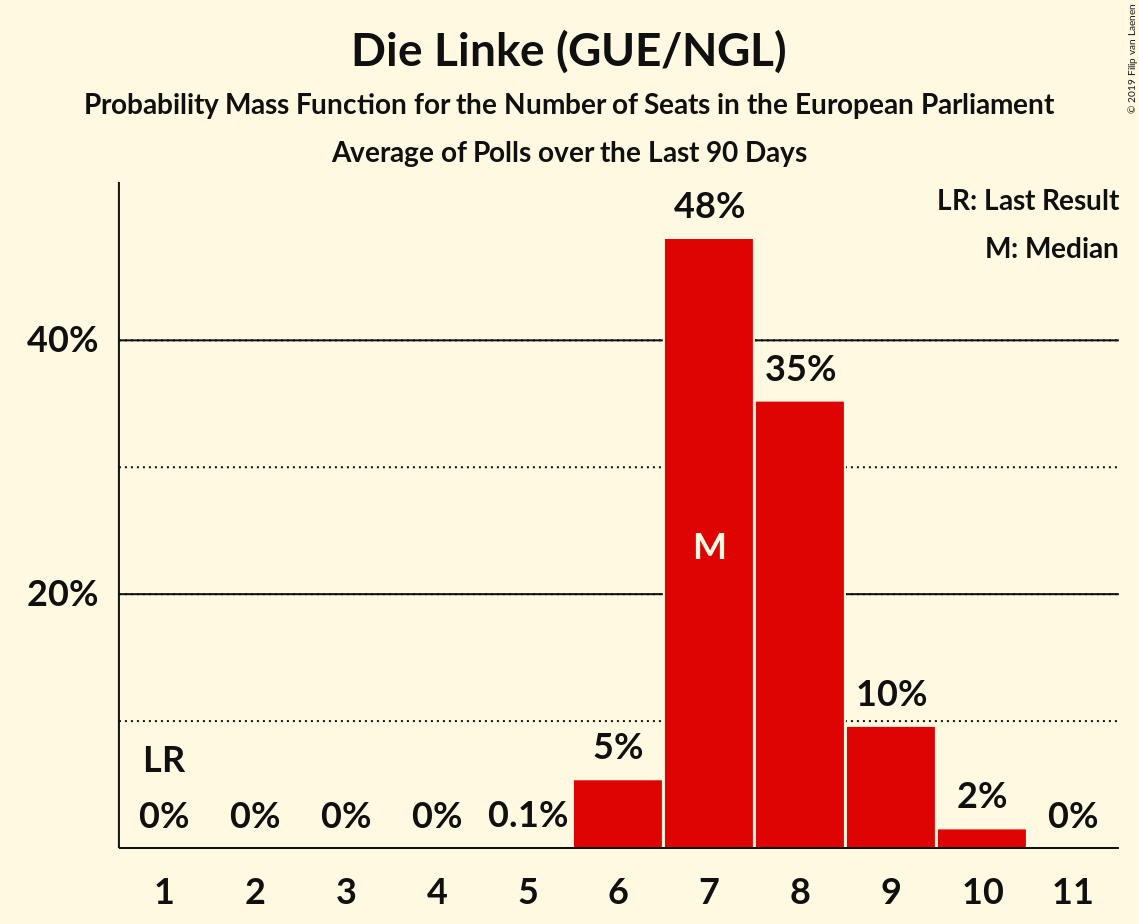 Die Linke (GUE/NGL)
Probability Mass Function for the Number of Seats in the European Parliament
Average of Polls over the Last 90 Days
© 2019 Filip van Laenen
LR: Last Result
M: Median
48%
40%
35%
M
20%
10%
5%
LR
2%
0% 0% 0% 0% 0.1% 0%
1 2 3 4 5 6 7 8 9 10 11